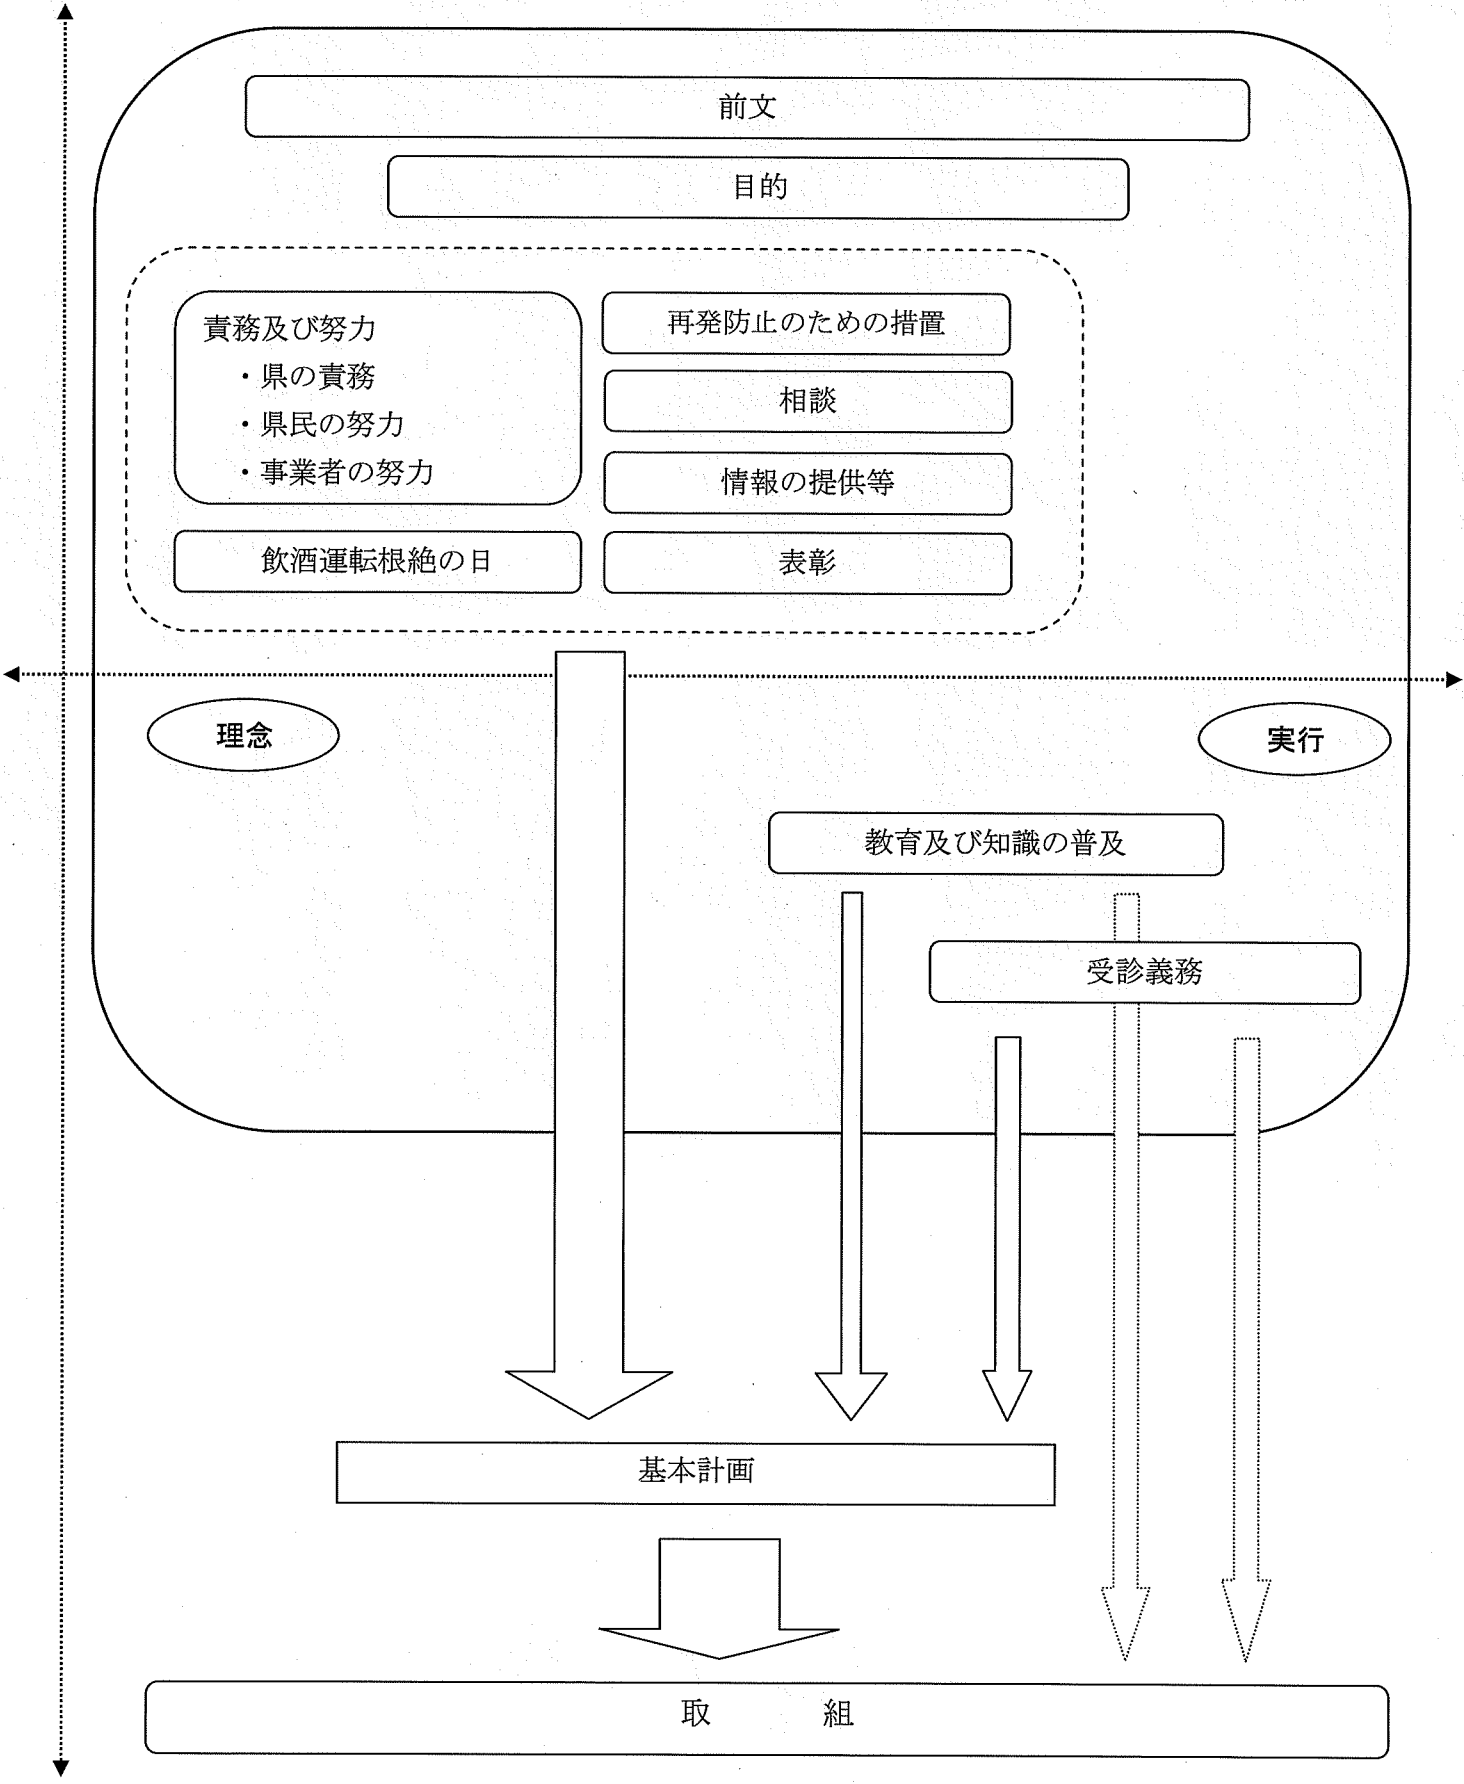 前文
目的
責務及び努力
・県の責務
・県民の努力
・事業者の努力
飲酒運転根絶の日
再発防止のための措置
相談
情報の提供等
表彰
理念
実行
教育及び知識の普及
受診義務
基本計画
取　　組